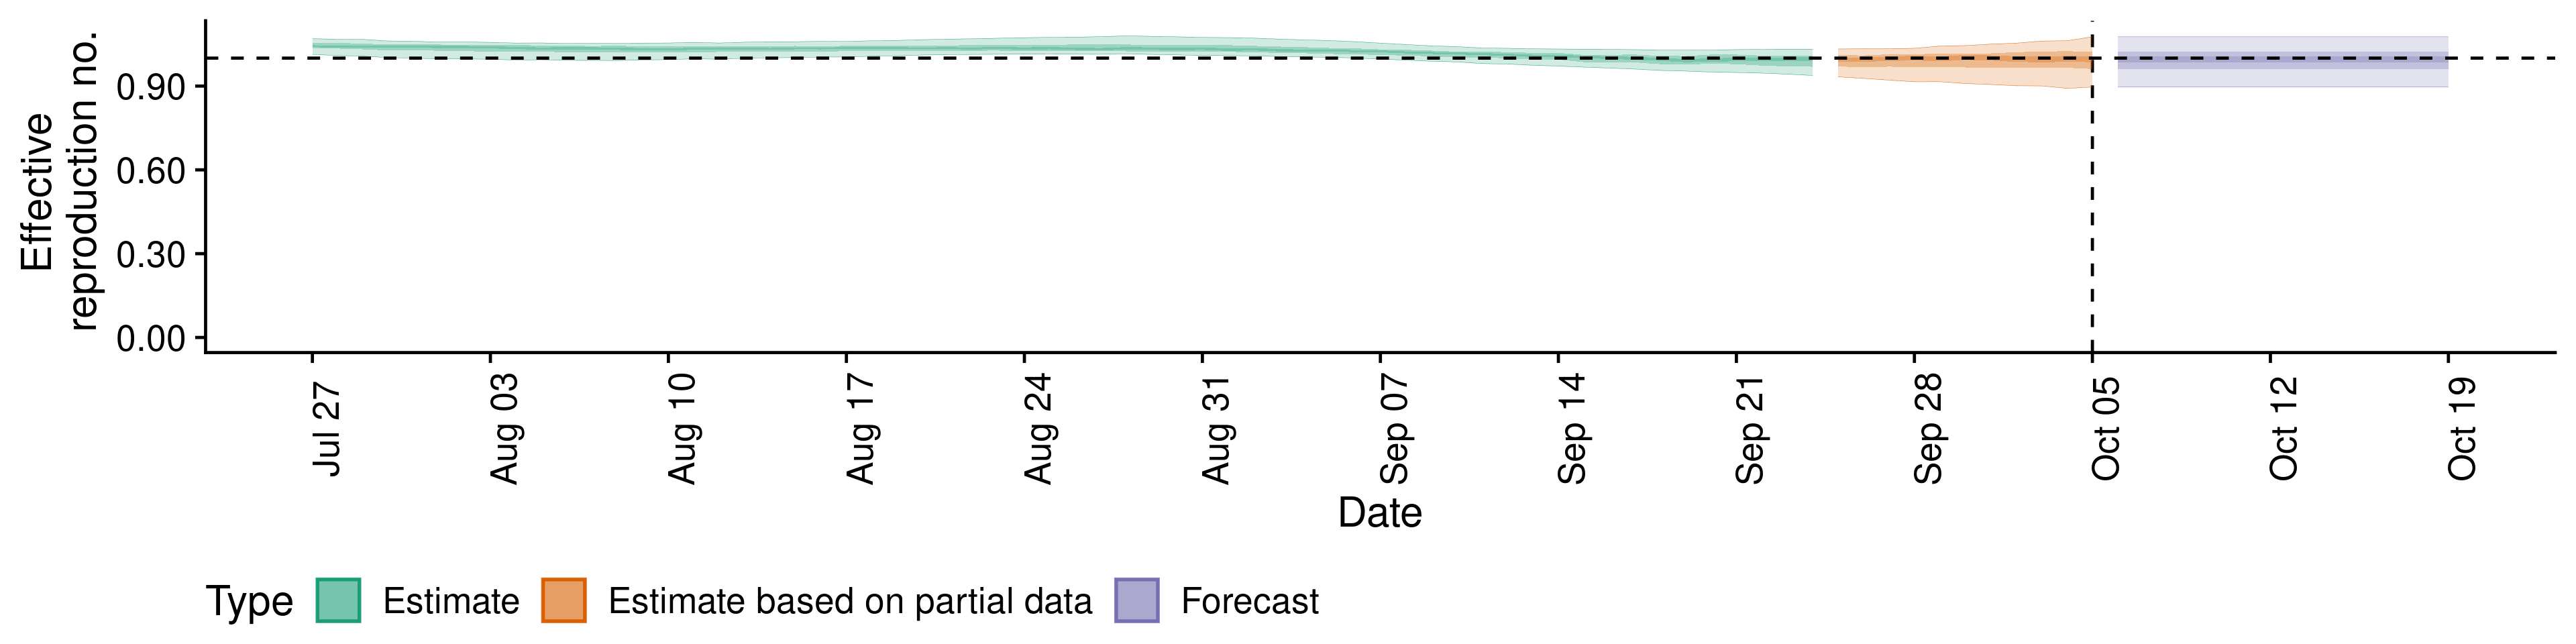 Effective
reproduction no.
0.90
0.60
0.30
0.00
Jul 27
Aug 03
Aug 10
Aug 17
Aug 24
Aug 31
Sep 07
Sep 14
Sep 21
Sep 28
Oct 05
Oct 12
Oct 19
Date
Type Estimate Estimate based on partial data Forecast